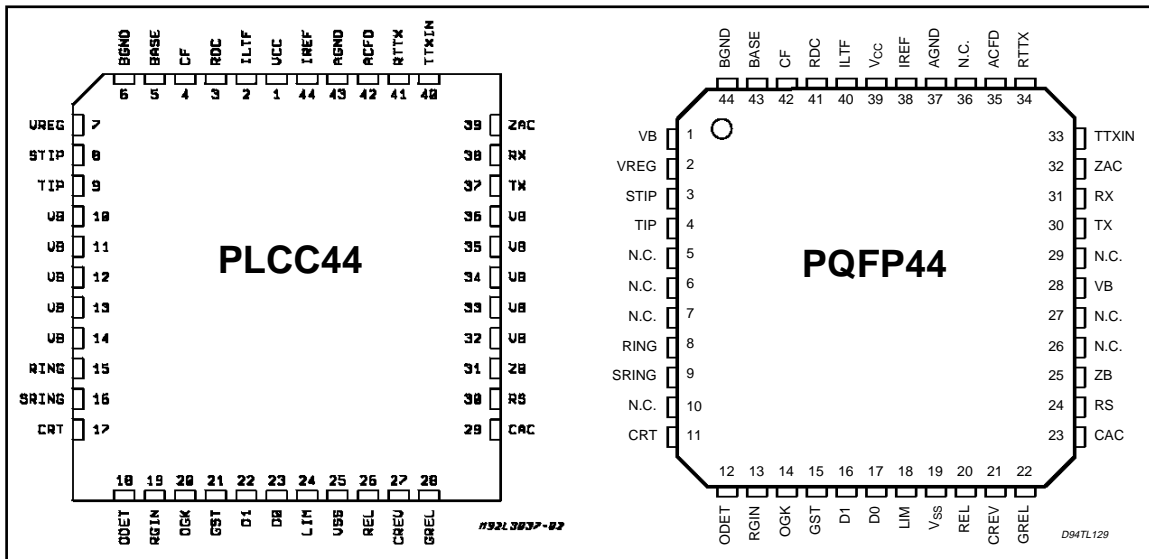 BGND BASE CF RDC ILTF VCC IREF AGND ACFD RTTX TTXIN
6 5 4 3 2 1 44 43 42 41 40
VREG 7 39 ZAC
STIP 8 38 RX
TIP 9 37 TX
VB 10 36 VB
VB 11 35 VB
VB 12 34 VB
VB 13 33 VB
VB 14 32 VB
RING 15 31 ZB
SRING 16 30 RS
CRT 17 29 CAC
PLCC44
18 19 20 21 22 23 24 25 26 27 28
ODET RGIN OGK GST D1 D0 LIM VSS REL CREV GREL
M92L3037-02
BGND BASE CF RDC ILTF VCC IREF AGND N.C. ACFD RTTX
44 43 42 41 40 39 38 37 36 35 34
VB 1 33 TTXIN
VREG 2 32 ZAC
STIP 3 31 RX
TIP 4 30 TX
N.C. 5 29 N.C.
N.C. 6 28 VB
N.C. 7 27 N.C.
RING 8 26 N.C.
SRING 9 25 ZB
N.C. 10 24 RS
CRT 11 23 CAC
PQFP44
12 13 14 15 16 17 18 19 20 21 22
ODET RGIN OGK GST D1 D0 LIM VSS REL CREV GREL
D94TL129